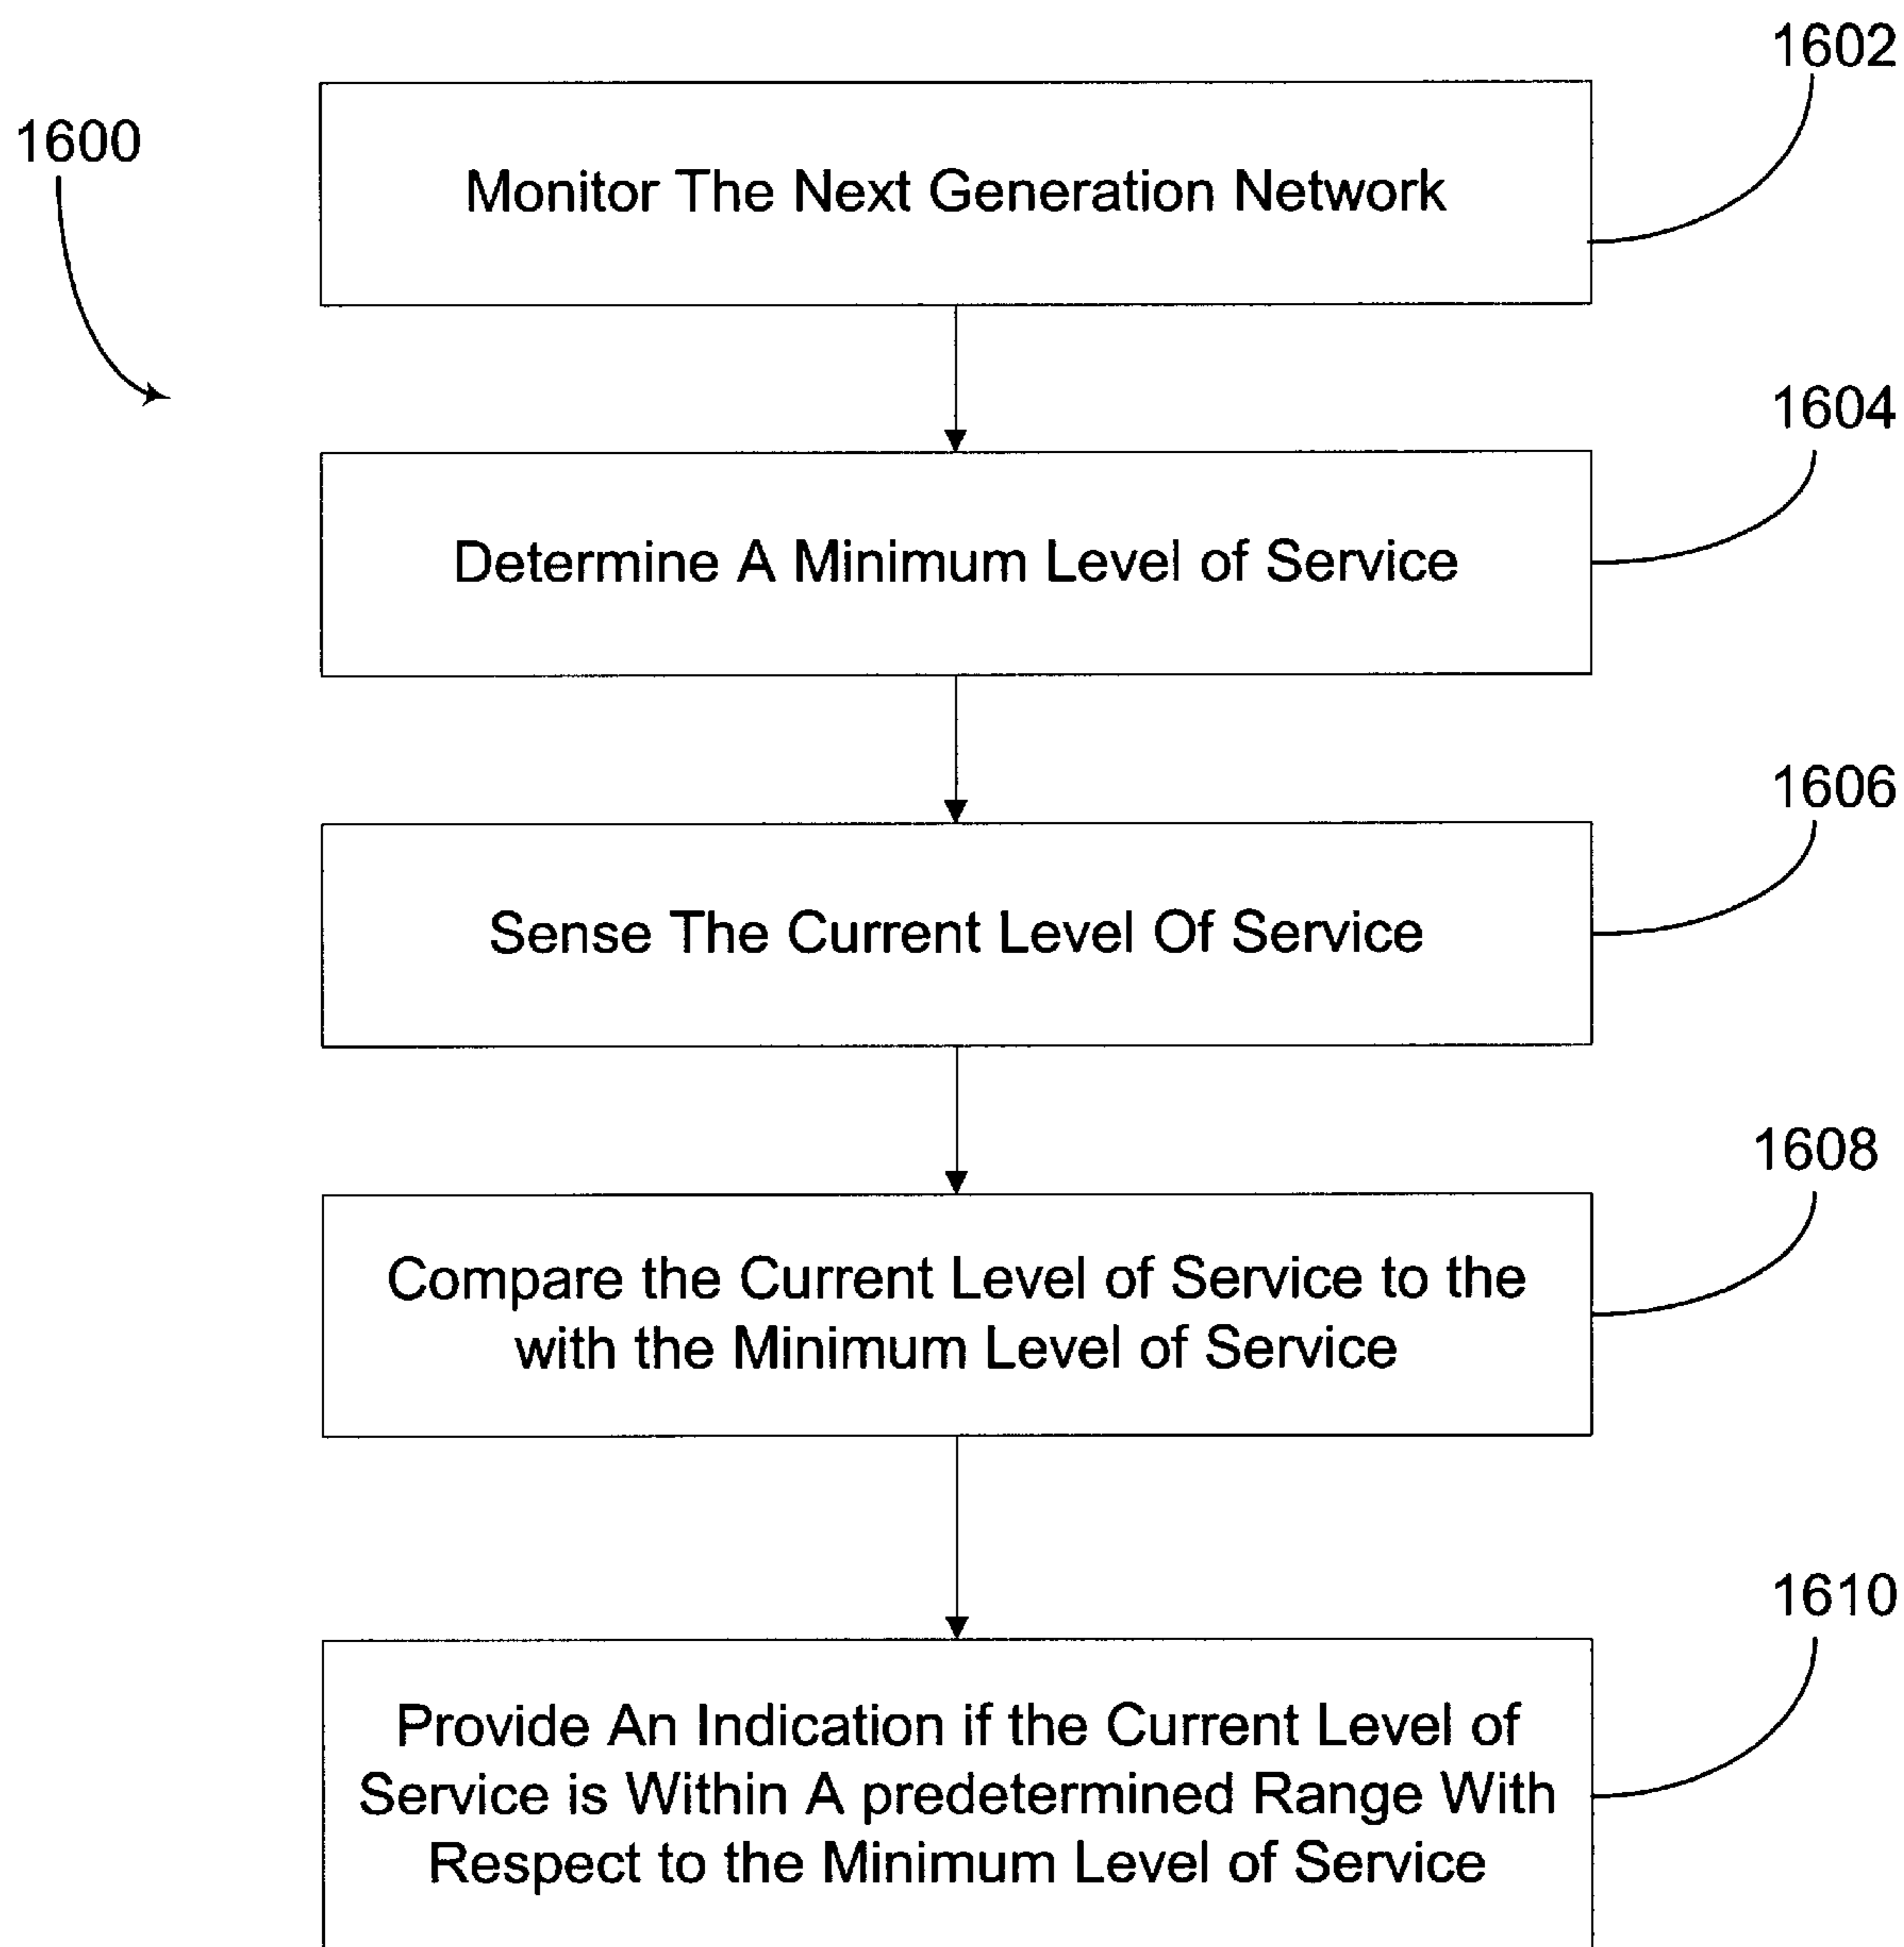 1602
1600
Monitor The Next Generation Network
1604
Determine A Minimum Level of Service
1606
Sense The Current Level Of Service
1608
Compare the Current Level of Service to the
with the Minimum Level of Service
1610
Provide An Indication if the Current Level of
Service is Within A predetermined Range With
Respect to the Minimum Level of Service